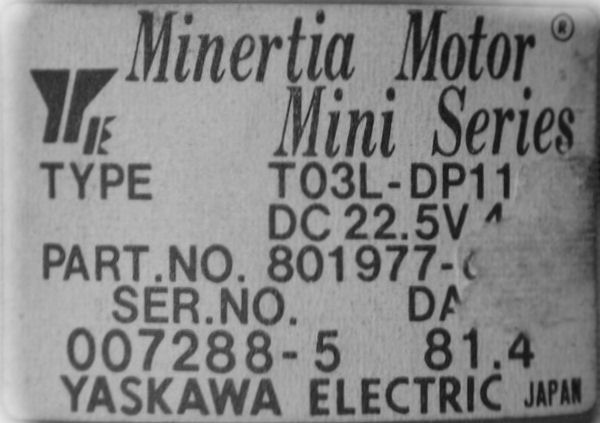 Minertia Motor ®
Mini Series
TYPE T03L-DP11
DC 22.5V
PART.NO. 801977-
SER.NO.
007288-5 81.4
YASKAWA ELECTRIC JAPAN